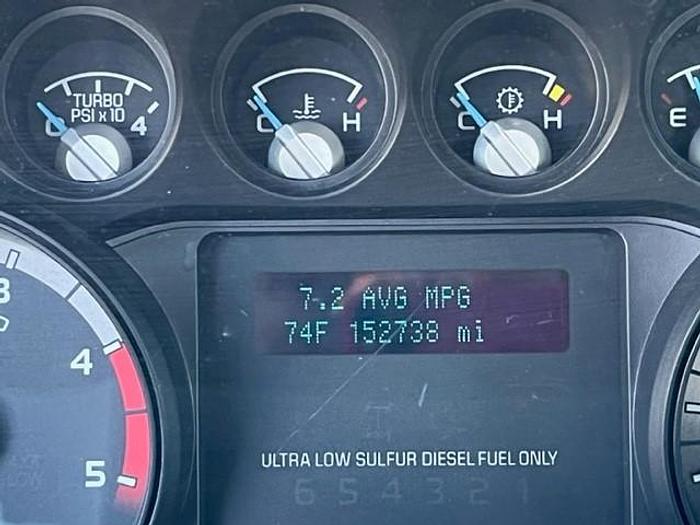 TURBO
PSI x 10
0 4
C H
C H
E
7.2 AVG MPG
74F 152738 mi
3
4
5
ULTRA LOW SULFUR DIESEL FUEL ONLY
6 5 4 3 2 1